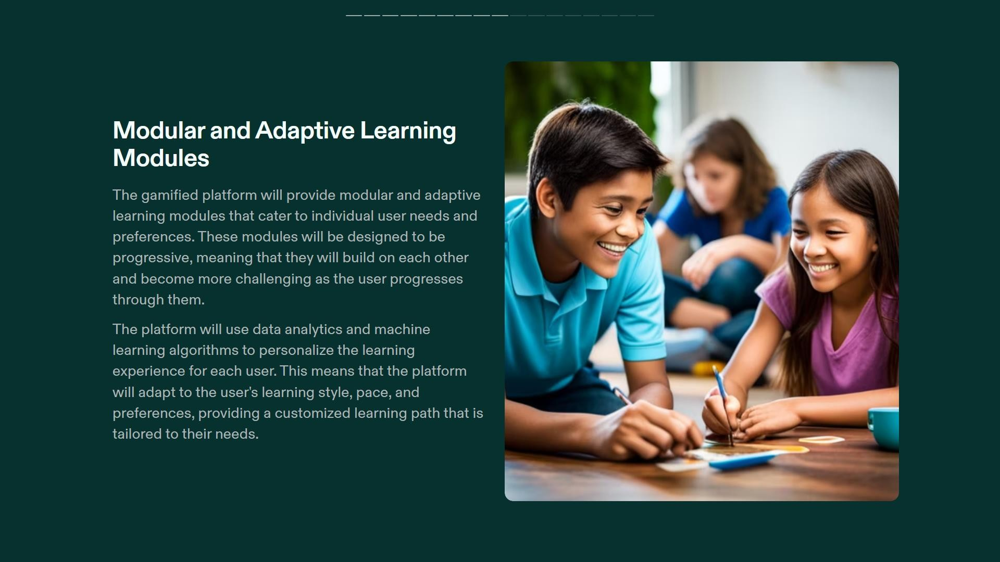 Modular and Adaptive Learning
Modules
The gamified platform will provide modular and adaptive
learning modules that cater to individual user needs and
preferences. These modules will be designed to be
progressive, meaning that they will build on each other
and become more challenging as the user progresses
through them.
The platform will use data analytics and machine
learning algorithms to personalize the learning
experience for each user. This means that the platform
will adapt to the user's learning style, pace, and
preferences, providing a customized learning path that is
tailored to their needs.